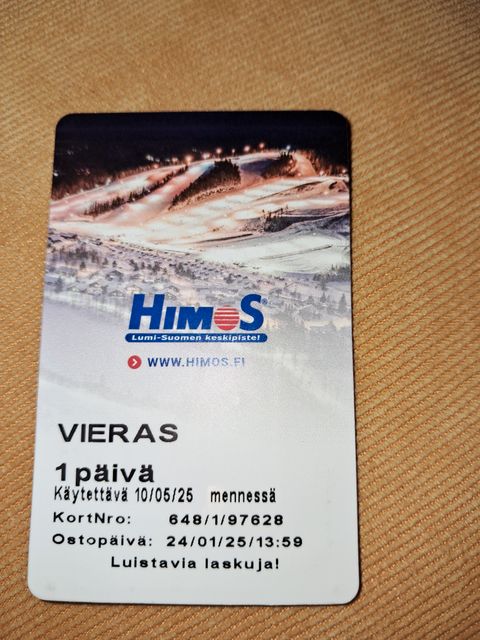 HIMOS
Lumi-Suomen keskipiste!
WWW.HIMOS.FI
VIERAS
1 päivä
Käytettävä 10/05/25 mennessä
KortNro: 648/1/97628
Ostopäivä: 24/01/25/13:59
Luistavia laskuja!